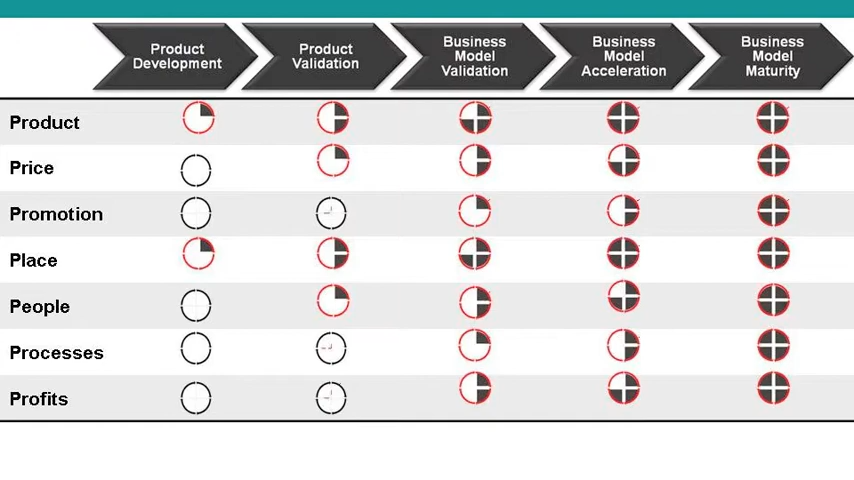 Product
Development
Product
Validation
Business
Model
Validation
Business
Model
Acceleration
Business
Model
Maturity
Product
Price
Promotion
Place
People
Processes
Profits